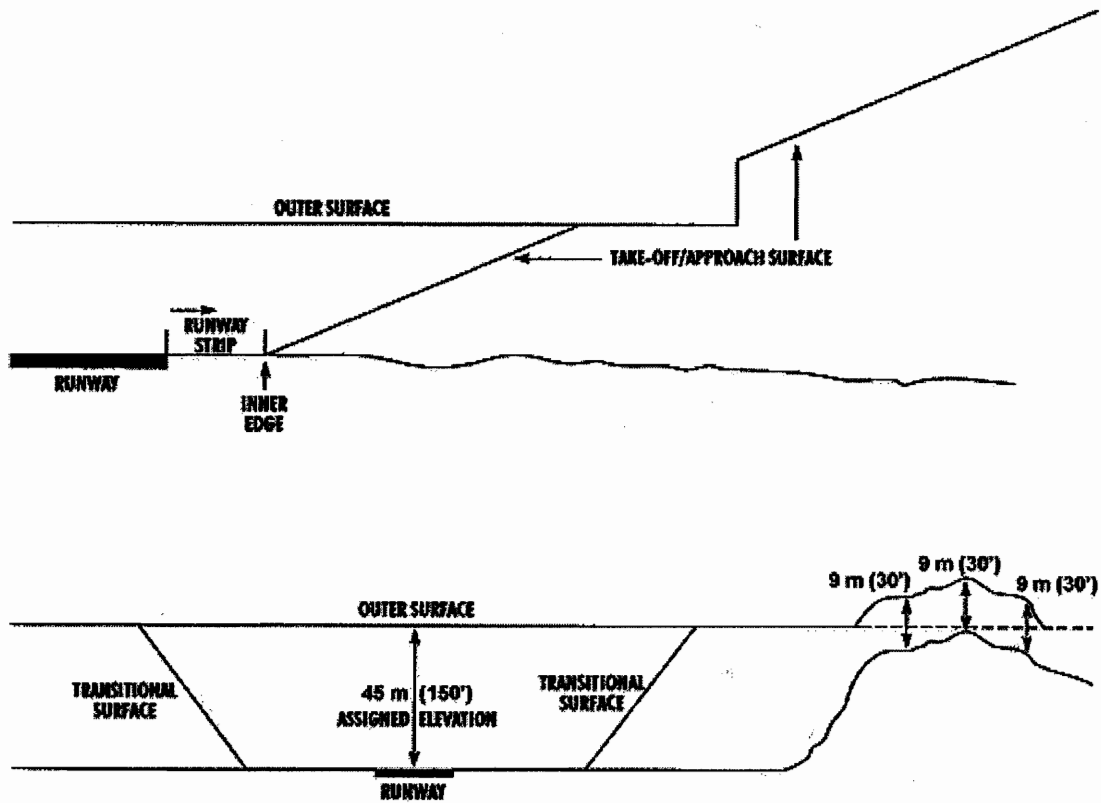 OUTER SURFACE
TAKE-OFF/APPROACH SURFACE
RUNWAY
STRIP
RUNWAY
INNER
EDGE
9 m (30')
9 m (30')
9 m (30')
OUTER SURFACE
TRANSITIONAL
SURFACE
45 m (150')
ASSIGNED ELEVATION
TRANSITIONAL
SURFACE
RUNWAY